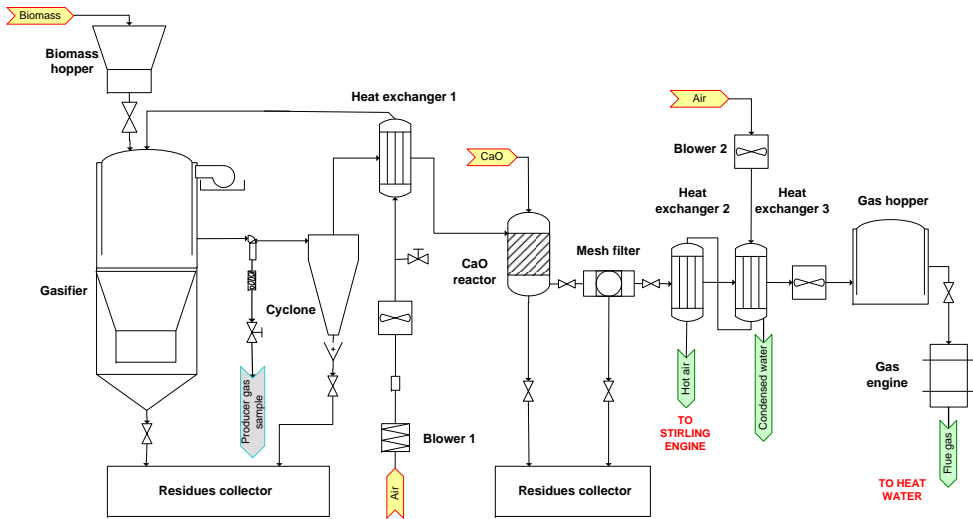 Biomass
Biomass
hopper
Heat exchanger 1
Air
Blower 2
CaO
Heat
exchanger 2
Heat
exchanger 3
Gas hopper
Mesh filter
CaO
reactor
Gasifier
Cyclone
Gas
engine
Hot air
Condensed water
Producer gas
sample
TO
STIRLING
ENGINE
Blower 1
Flue gas
TO HEAT
WATER
Residues collector
Air
Residues collector